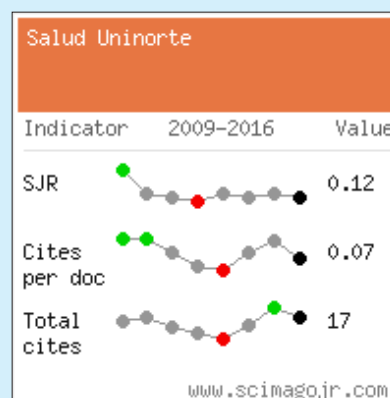 Salud Uninorte
Indicator 2009-2016 Value
SJR 0.12
Cites per doc 0.07
Total cites 17
www.scimagojr.com